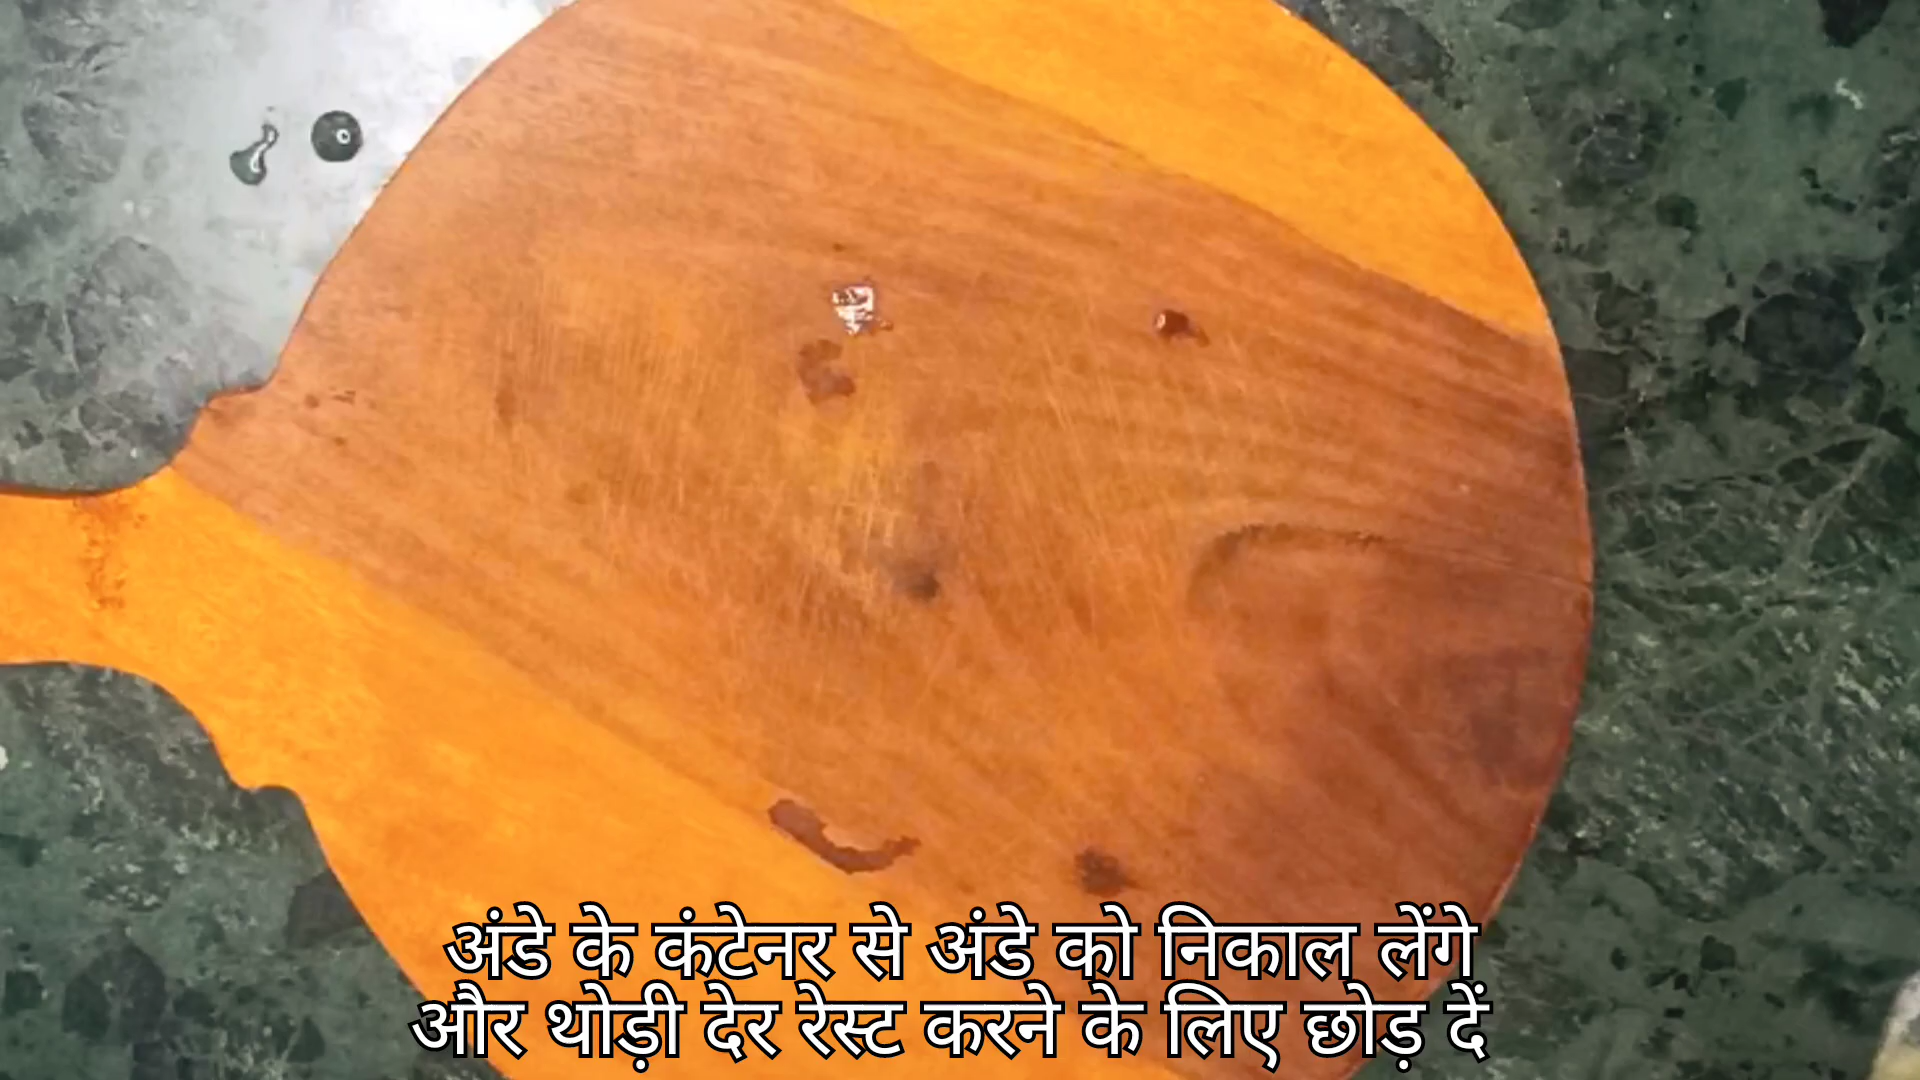 अंडे के कंटेनर से अंडे को निकाल लेंगे
और थोड़ी देर रेस्ट करने के लिए छोड़ दें